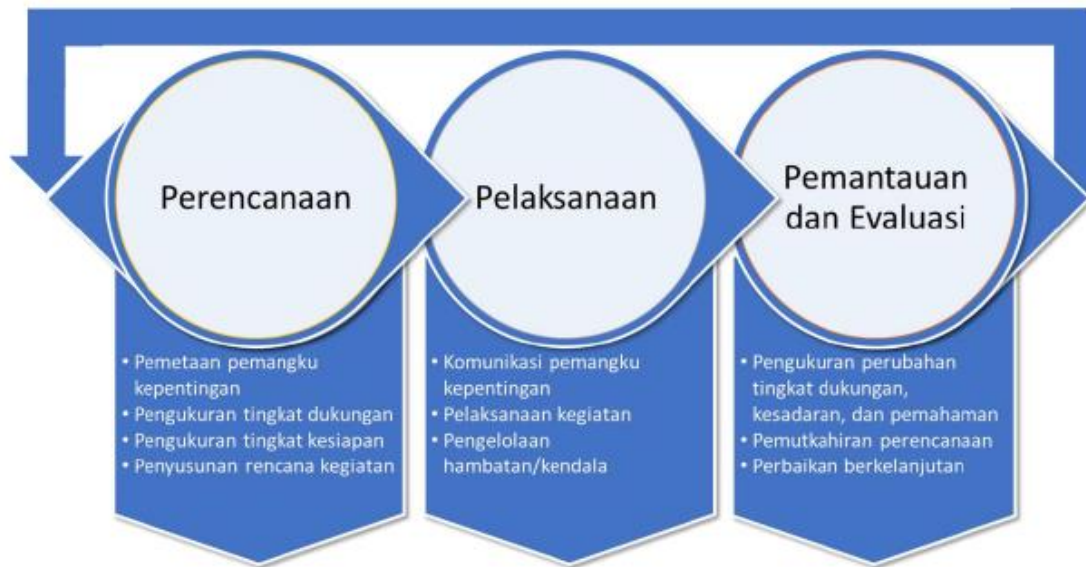 Perencanaan
• Pemetaan pemangku
kepentingan
• Pengukuran tingkat dukungan
• Pengukuran tingkat kesiapan
• Penyusunan rencana kegiatan
Pelaksanaan
• Komunikasi pemangku
kepentingan
• Pelaksanaan kegiatan
• Pengelolaan
hambatan/kendala
Pemantauan
dan Evaluasi
• Pengukuran perubahan
tingkat dukungan,
kesadaran, dan pemahaman
• Pemutkahiran perencanaan
• Perbaikan berkelanjutan